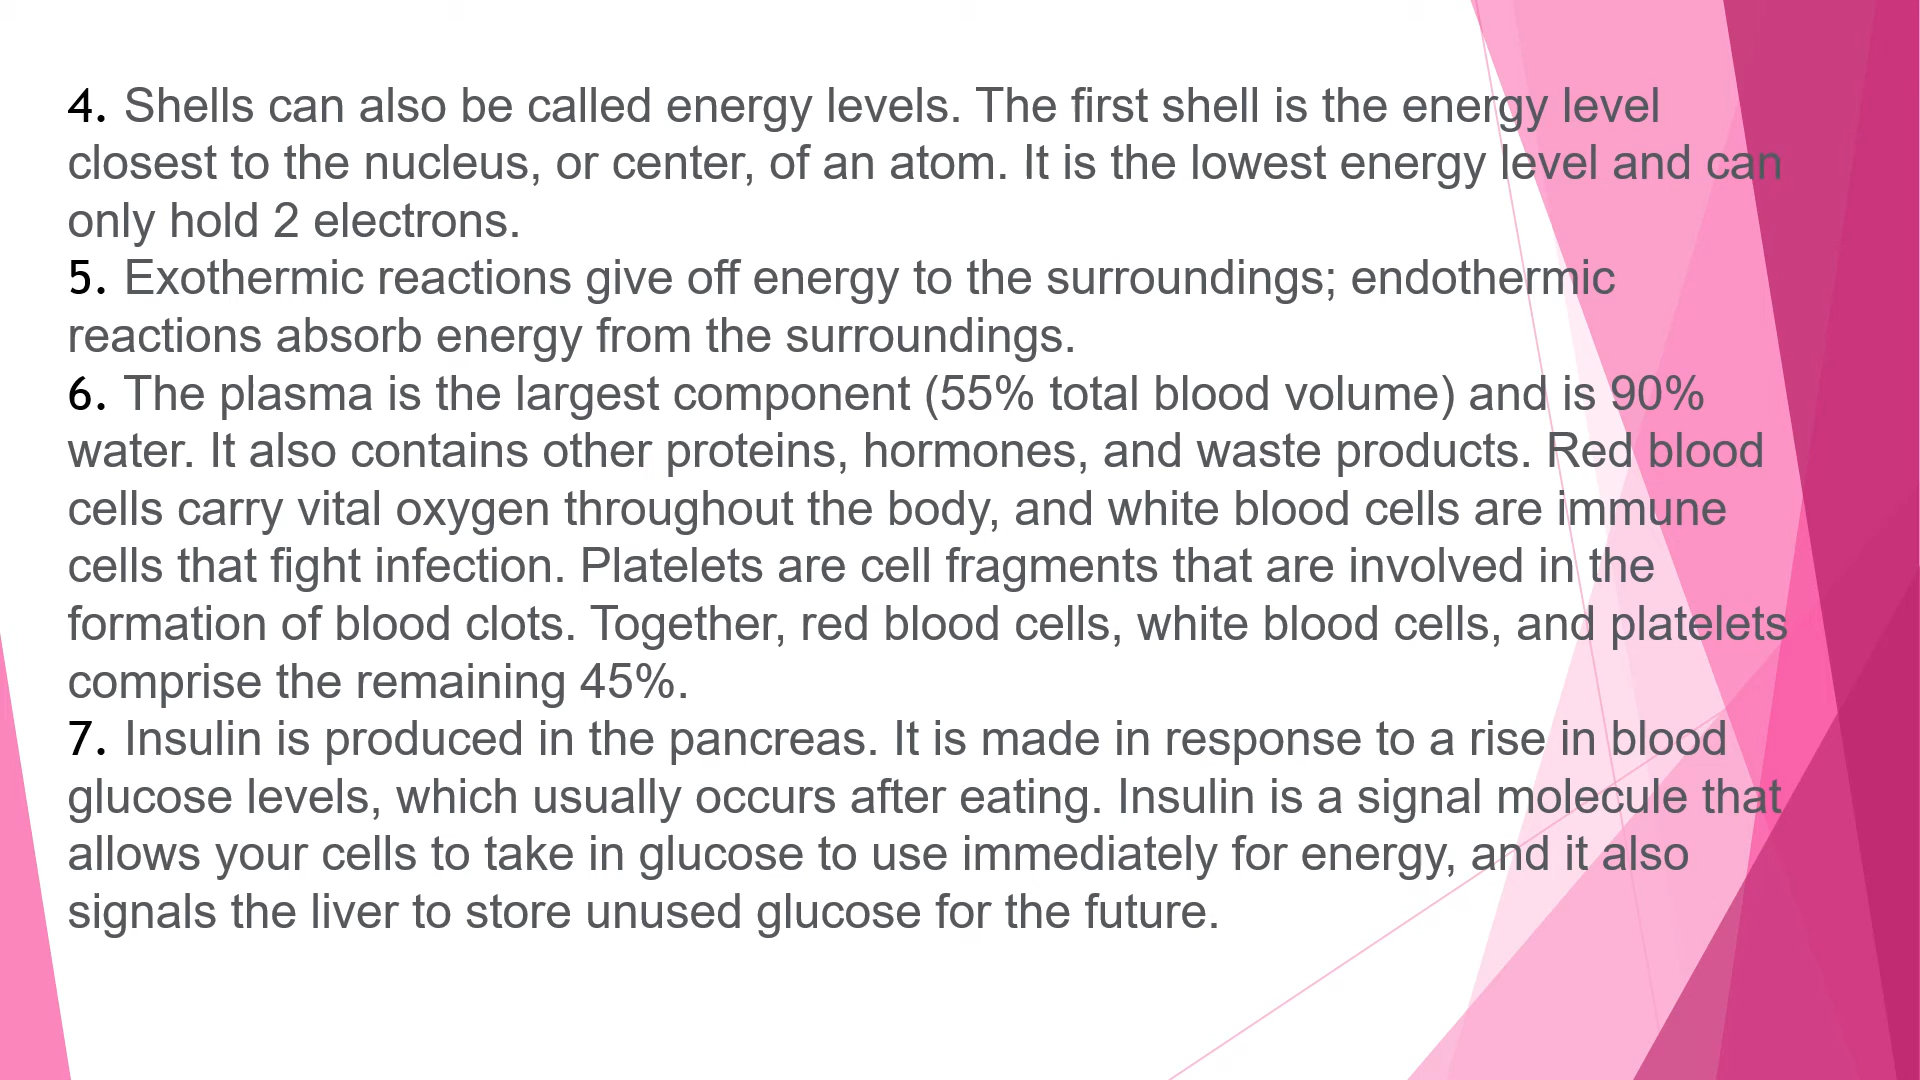 4. Shells can also be called energy levels. The first shell is the energy level
closest to the nucleus, or center, of an atom. It is the lowest energy level and can
only hold 2 electrons.
5. Exothermic reactions give off energy to the surroundings; endothermic
reactions absorb energy from the surroundings.
6. The plasma is the largest component (55% total blood volume) and is 90%
water. It also contains other proteins, hormones, and waste products. Red blood
cells carry vital oxygen throughout the body, and white blood cells are immune
cells that fight infection. Platelets are cell fragments that are involved in the
formation of blood clots. Together, red blood cells, white blood cells, and platelets
comprise the remaining 45%.
7. Insulin is produced in the pancreas. It is made in response to a rise in blood
glucose levels, which usually occurs after eating. Insulin is a signal molecule that
allows your cells to take in glucose to use immediately for energy, and it also
signals the liver to store unused glucose for the future.